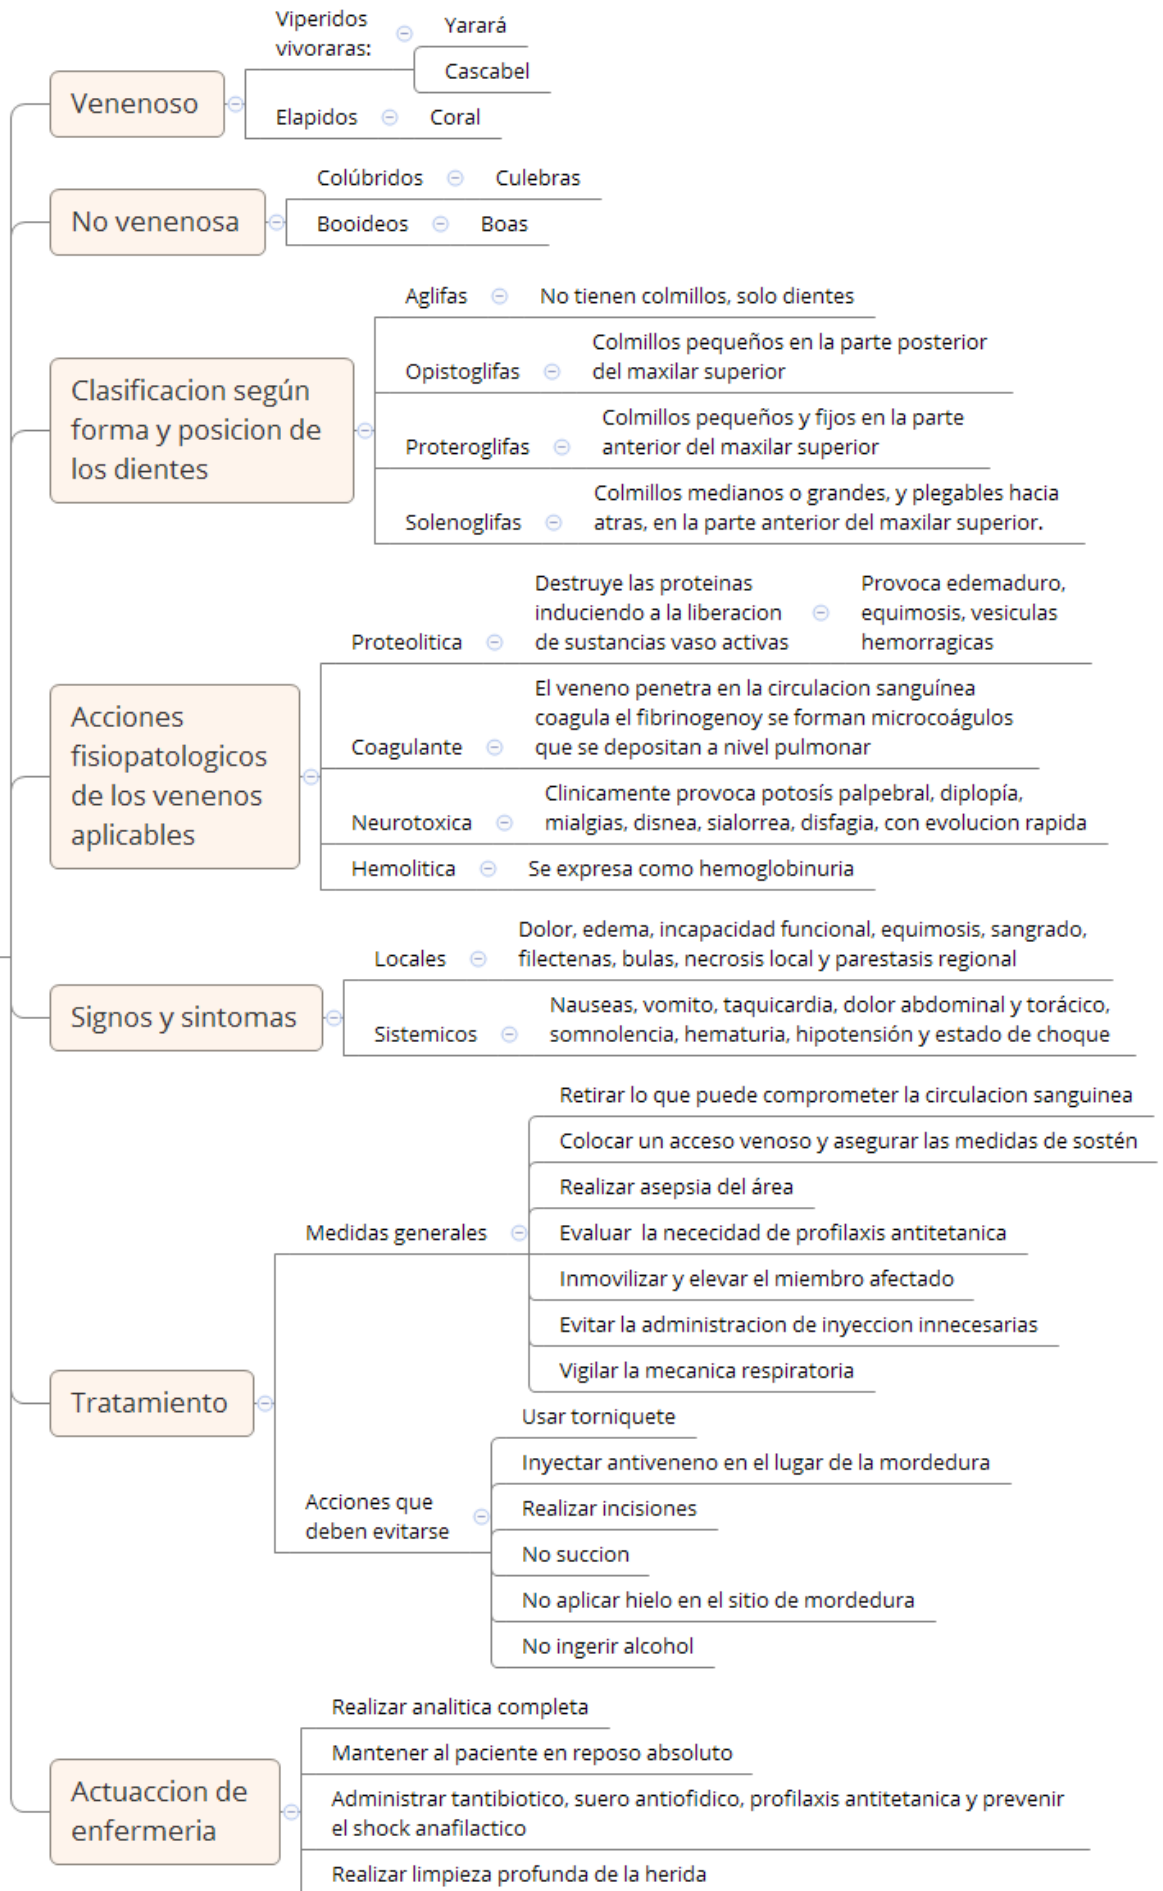 Venenoso
Viperidos
vivoraras:
Yarará
Cascabel
Elapidos
Coral
No venenosa
Colúbridos
Culebras
Booideos
Boas
Clasificacion según
forma y posicion de
los dientes
Aglifas
No tienen colmillos, solo dientes
Opistoglifas
Colmillos pequeños en la parte posterior
del maxilar superior
Proteroglifas
Colmillos pequeños y fijos en la parte
anterior del maxilar superior
Solenoglifas
Colmillos medianos o grandes, y plegables hacia
atras, en la parte anterior del maxilar superior.
Acciones
fisiopatologicos
de los venenos
aplicables
Proteolitica
Destruye las proteinas
induciendo a la liberacion
de sustancias vaso activas
Provoca edemaduro,
equimosis, vesiculas
hemorragicas
Coagulante
El veneno penetra en la circulacion sanguínea
coagula el fibrinogenoy se forman microcoágulos
que se depositan a nivel pulmonar
Neurotoxica
Clinicamente provoca potosís palpebral, diplopía,
mialgias, disnea, sialorrea, disfagia, con evolucion rapida
Hemolitica
Se expresa como hemoglobinuria
Signos y sintomas
Locales
Dolor, edema, incapacidad funcional, equimosis, sangrado,
filectenas, bulas, necrosis local y parestasis regional
Sistemicos
Nauseas, vomito, taquicardia, dolor abdominal y torácico,
somnolencia, hematuria, hipotensión y estado de choque
Tratamiento
Medidas generales
Retirar lo que puede comprometer la circulacion sanguinea
Colocar un acceso venoso y asegurar las medidas de sostén
Realizar asepsia del área
Evaluar la nececidad de profilaxis antitetanica
Inmovilizar y elevar el miembro afectado
Evitar la administracion de inyeccion innecesarias
Vigilar la mecanica respiratoria
Acciones que
deben evitarse
Usar torniquete
Inyectar antiveneno en el lugar de la mordedura
Realizar incisiones
No succion
No aplicar hielo en el sitio de mordedura
No ingerir alcohol
Actuaccion de
enfermeria
Realizar analitica completa
Mantener al paciente en reposo absoluto
Administrar tantibiotico, suero antiofidico, profilaxis antitetanica y prevenir
el shock anafilactico
Realizar limpieza profunda de la herida